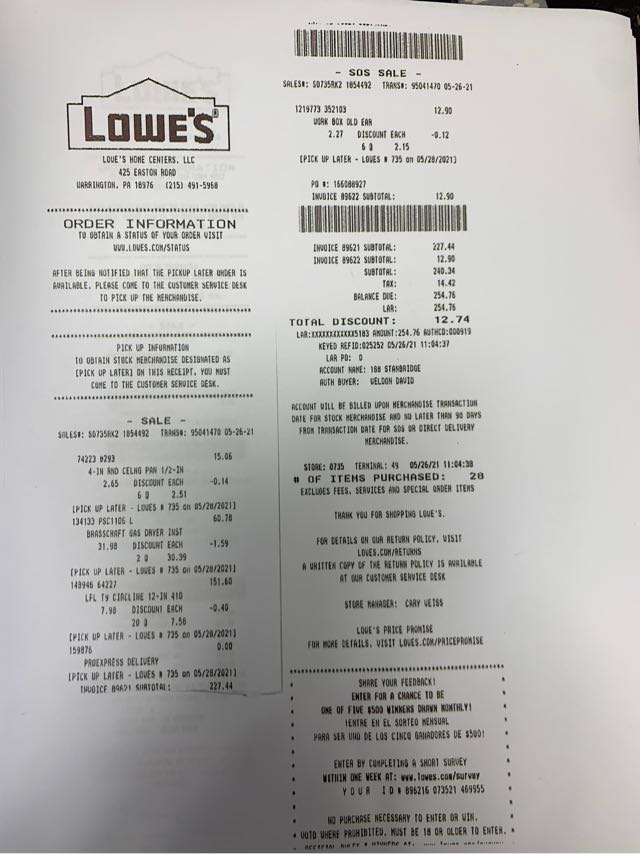 LOWE'S®
LOWE'S HOME CENTERS, LLC
425 EASTON ROAD
WARRINGTON, PA 18976 (215) 491-5960
ORDER INFORMATION
TO OBTAIN A STATUS OF YOUR ORDER VISIT
WWW.LOWES.COM/STATUS
AFTER BEING NOTIFIED THAT THE PICKUP LATER ORDER IS
AVAILABLE, PLEASE COME TO THE CUSTOMER SERVICE DESK
TO PICK UP THE MERCHANDISE.
PICK UP INFORMATION
TO OBTAIN STOCK MERCHANDISE DESIGNATED AS
[PICK UP LATER] ON THIS RECEIPT, YOU MUST
COME TO THE CUSTOMER SERVICE DESK.
- SALE -
SALES#: S0735RK2 1854492 TRANS#: 95041470 05-26-21
74223 8293 15.06
4-IN RND CELNG PAN 1/2-IN
2.65 DISCOUNT EACH -0.14
6 @ 2.51
[PICK UP LATER - LOWES # 735 on 05/28/2021]
134133 PSC1106 L 60.78
BRASSCRAFT GAS DRYER INST
31.98 DISCOUNT EACH -1.59
2 @ 30.39
[PICK UP LATER - LOWES # 735 on 05/28/2021]
148946 64227 151.60
LFL T9 CIRCLINE 12-IN 410
7.98 DISCOUNT EACH -0.40
20 @ 7.58
[PICK UP LATER - LOWES # 735 on 05/28/2021]
159876 0.00
PROEXPRESS DELIVERY
[PICK UP LATER - LOWES # 735 on 05/28/2021]
INVOICE 89621 SUBTOTAL: 227.44
- SOS SALE -
SALES#: S0735RK2 1854492 TRANS#: 95041470 05-26-21
1219773 352103 12.90
WORK BOX OLD EAR
2.27 DISCOUNT EACH -0.12
6 @ 2.15
[PICK UP LATER - LOWES # 735 on 05/28/2021]
PO #: 166088927
INVOICE 89622 SUBTOTAL: 12.90
INVOICE 89621 SUBTOTAL: 227.44
INVOICE 89622 SUBTOTAL: 12.90
SUBTOTAL: 240.34
TAX: 14.42
BALANCE DUE: 254.76
LAR: 254.76
TOTAL DISCOUNT: 12.74
LAR:XXXXXXXXXXXX5183 AMOUNT:254.76 AUTHCD:000919
KEYED REFID:025252 05/26/21 11:04:37
LAR PO: 0
ACCOUNT NAME: 168 STANBRIDGE
AUTH BUYER: WELDON DAVID
ACCOUNT WILL BE BILLED UPON MERCHANDISE TRANSACTION
DATE FOR STOCK MERCHANDISE AND NO LATER THAN 90 DAYS
FROM TRANSACTION DATE FOR SOS OR DIRECT DELIVERY
MERCHANDISE.
STORE: 0735 TERMINAL: 49 05/26/21 11:04:38
# OF ITEMS PURCHASED: 28
EXCLUDES FEES, SERVICES AND SPECIAL ORDER ITEMS
THANK YOU FOR SHOPPING LOWE'S.
FOR DETAILS ON OUR RETURN POLICY, VISIT
LOWES.COM/RETURNS
A WRITTEN COPY OF THE RETURN POLICY IS AVAILABLE
AT OUR CUSTOMER SERVICE DESK
STORE MANAGER: CRAY WEISS
LOWE'S PRICE PROMISE
FOR MORE DETAILS, VISIT LOWES.COM/PRICEPROMISE
SHARE YOUR FEEDBACK!
ENTER FOR A CHANCE TO BE
ONE OF FIVE $500 WINNERS DRAWN MONTHLY!
¡ENTRE EN EL SORTEO MENSUAL
PARA SER UNO DE LOS CINCO GANADORES DE $500!
ENTER BY COMPLETING A SHORT SURVEY
WITHIN ONE WEEK AT: www.lowes.com/survey
YOUR ID # 896216 073521 469955
NO PURCHASE NECESSARY TO ENTER OR WIN.
VOID WHERE PROHIBITED. MUST BE 18 OR OLDER TO ENTER.